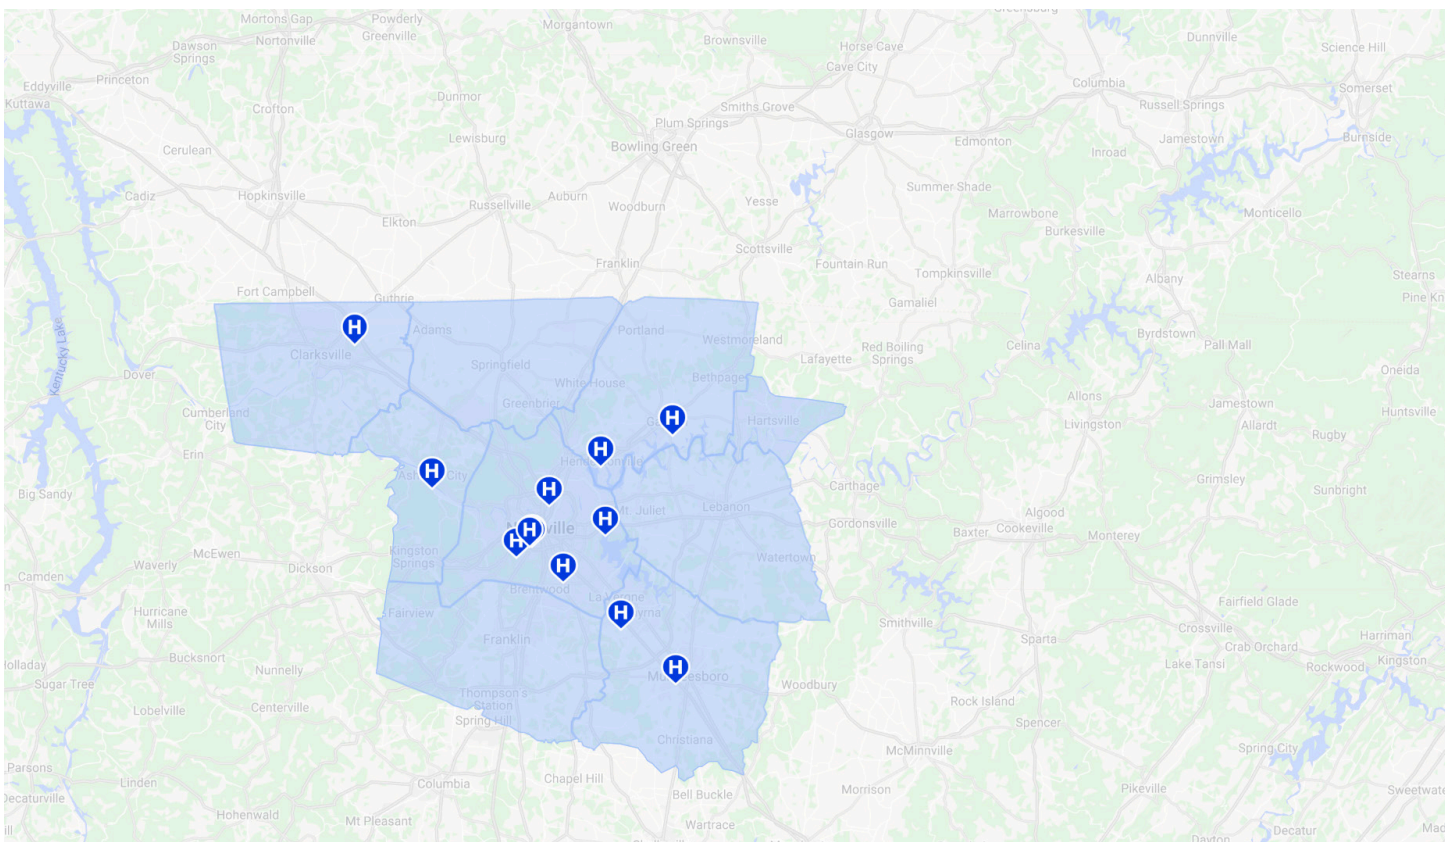 Mortons Gap
Powderly
Greenville
Morgantown
Greensburg
Dawson
Springs
Nortonville
Brownsville
Horse Cave
Dunnville
Science Hill
Cave City
Eddyville
Princeton
Columbia
Somerset
Kuttawa
Crofton
Dunmor
Smiths Grove
Russell Springs
Plum Springs
Lewisburg
Glasgow
Edmonton
Jamestown
Burnside
Cerulean
Bowling Green
Inroad
Cadiz
Hopkinsville
Auburn
Summer Shade
Russellville
Woodburn
Yesse
Elkton
Marrowbone
Monticello
Burkesville
Scottsville
Franklin
Fountain Run
Tompkinsville
Albany
Stearns
Fort Campbell
Guthrie
Gamaliel
Pine Kn
Adams
Portland
Byrdstown
Westmoreland
Red Boiling
Springs
Celina
Pall Mall
Clarksville
Lafayette
Kentucky Lake
Springfield
Dover
White House
Bethpage
Oneida
Allons
Greenbrier
Jamestown
Huntsville
Cumberland
City
Hartsville
Livingston
Allardt
Rugby
Erin
H
H
H
H
H
H
H
H
H
H
H
H
Big Sandy
Carthage
Grimsley
Sunbright
Mt. Juliet
Lebanon
Algood
Gordonsville
Baxter
Cookeville
Monterey
Kingston
Springs
McEwen
Waverly
Dickson
Watertown
Camden
Brentwood
Fairview
Hurricane
Mills
Fairfield Glade
Smithville
Crossville
Franklin
Sparta
Harriman
Crab Orchard
Holladay
Bucksnort
Nunnelly
Lake Tansi
Rockwood
Kingston
Sugar Tree
Woodbury
Thompson's
Station
Rock Island
Lobelville
Centerville
Spring Hill
Spencer
Christiana
McMinnville
Spring City
Parsons
Linden
Columbia
Chapel Hill
Morrison
Pikeville
Sweetwate
Decaturville
Bell Buckle
Hohenwald
Mt Pleasant
Wartrace
Decatur
Dayton